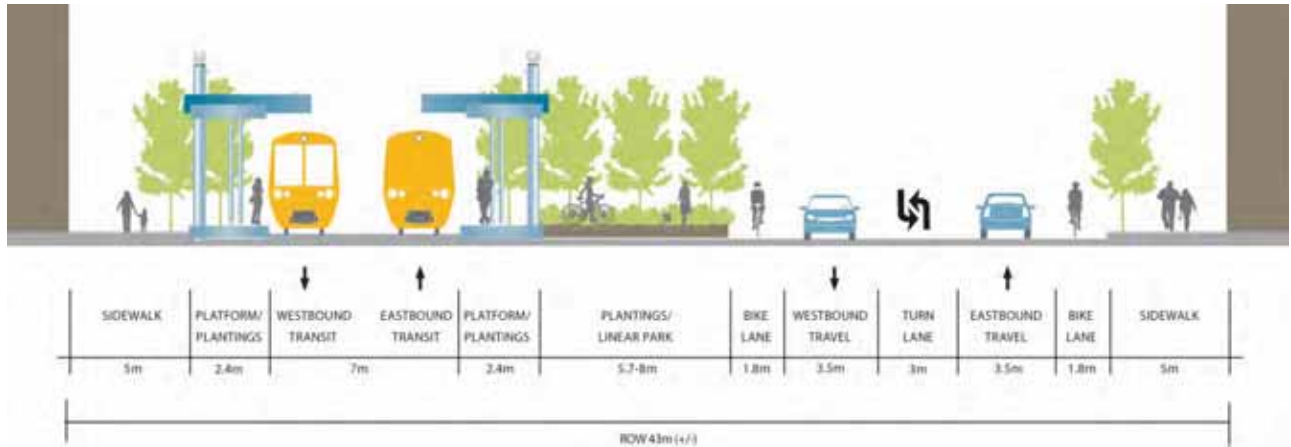 SIDEWALK
PLATFORM/
PLANTINGS
WESTBOUND
TRANSIT
EASTBOUND
TRANSIT
PLATFORM/
PLANTINGS
PLANTINGS/
LINEAR PARK
BIKE
LANE
WESTBOUND
TRAVEL
TURN
LANE
EASTBOUND
TRAVEL
BIKE
LANE
SIDEWALK
5m
2.4m
7m
2.4m
5.7-8m
1.8m
3.5m
3m
3.5m
1.8m
5m
ROW 43m (+/-)